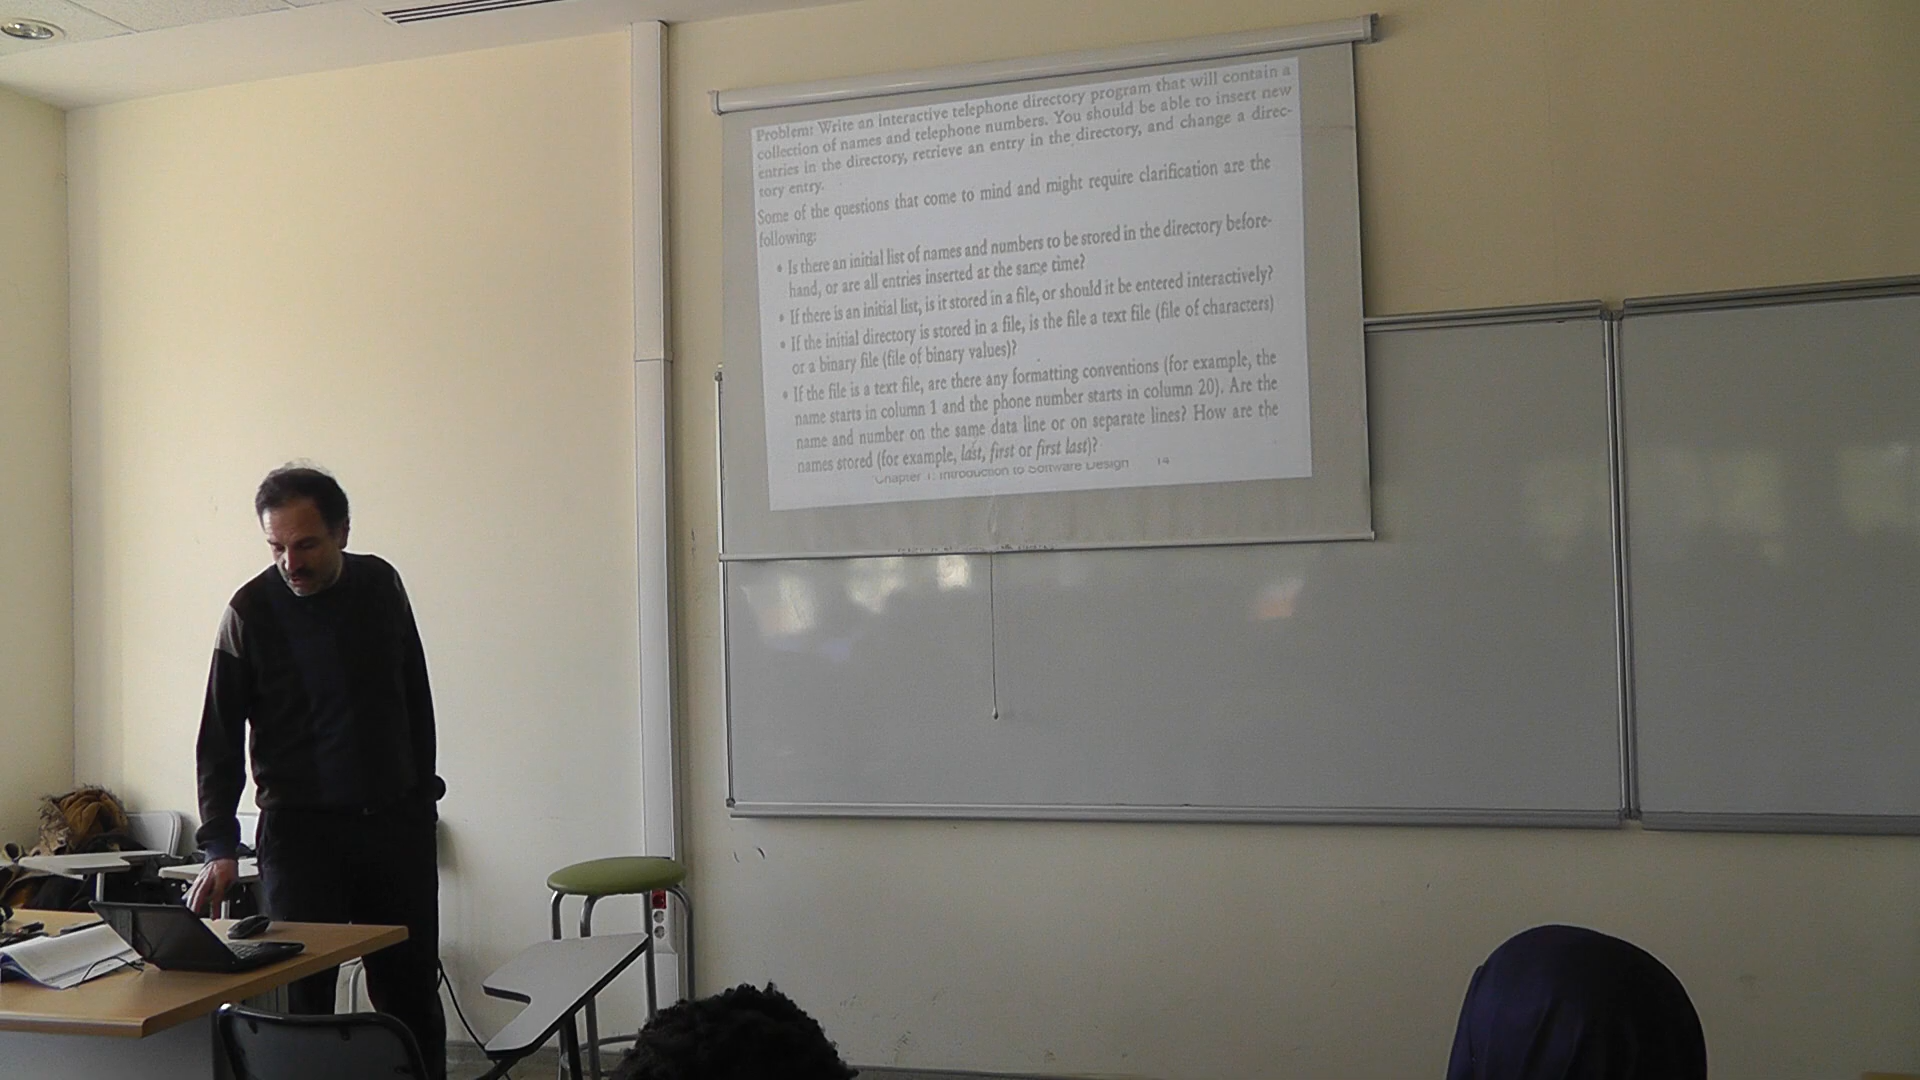 Problem: Write an interactive telephone directory program that will contain a
collection of names and telephone numbers. You should be able to insert new
entries in the directory, retrieve an entry in the directory, and change a direc-
tory entry.
Some of the questions that come to mind and might require clarification are the
following:
• Is there an initial list of names and numbers to be stored in the directory before-
hand, or are all entries inserted at the same time?
• If there is an initial list, is it stored in a file, or should it be entered interactively?
• If the initial directory is stored in a file, is the file a text file (file of characters)
or a binary file (file of binary values)?
• If the file is a text file, are there any formatting conventions (for example, the
name starts in column 1 and the phone number starts in column 20). Are the
name and number on the same data line or on separate lines? How are the
names stored (for example, last, first or first last)?
Chapter 1: Introduction to Software Design 14